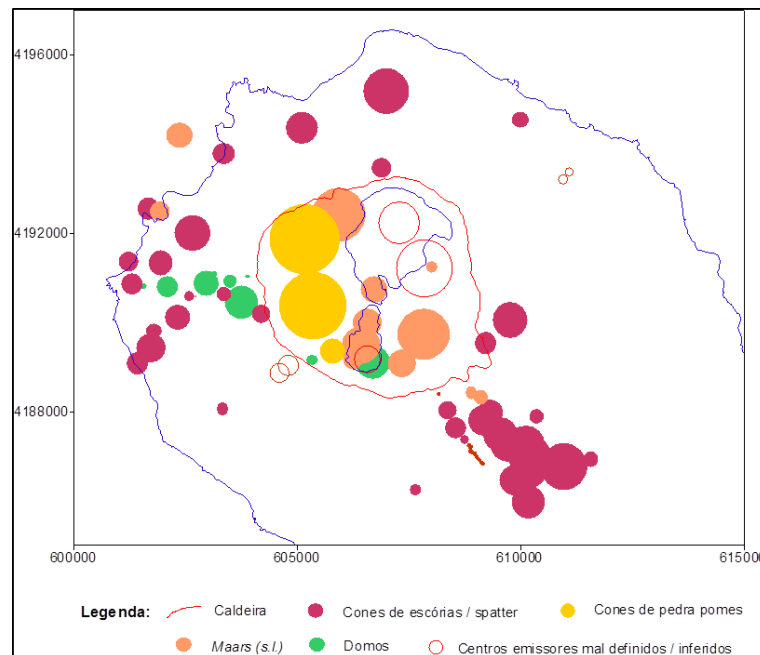 4196000
4192000
4188000
600000 605000 610000 615000
Legenda: Caldeira Cones de escórias / spatter Cones de pedra pomes
Maars (s.l.) Domos Centros emissores mal definidos / inferidos